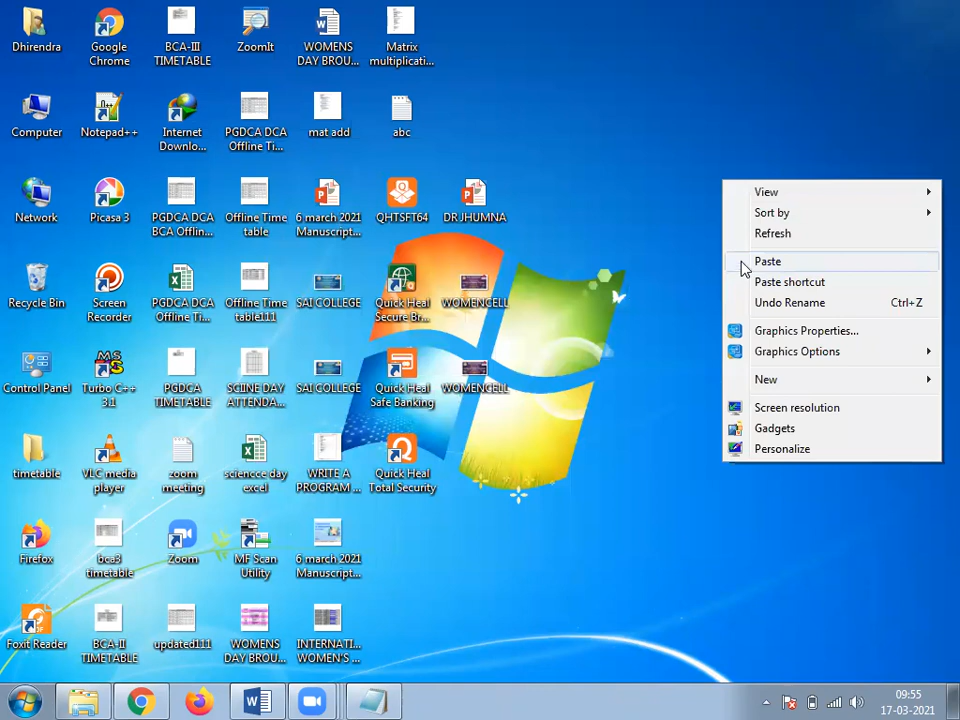 Dhirendra
Google
Chrome
BCA-III
TIMETABLE
ZoomIt
WOMENS
DAY BROU...
Matrix
multiplicati...
Computer
Notepad++
Internet
Downlo...
PGDCA DCA
Offline Ti...
mat add
abc
Network
Picasa 3
PGDCA DCA
BCA Offlin...
Offline Time
table
6 march 2021
Manuscript...
QHTSFT64
DR JHUMNA
Recycle Bin
Screen
Recorder
PGDCA DCA
Offline Ti...
Offline Time
table111
SAI COLLEGE
Quick Heal
Secure Br...
WOMENCELL
Control Panel
Turbo C++
3.1
PGDCA
TIMETABLE
SCIINE DAY
ATTENDA...
SAI COLLEGE
Quick Heal
Safe Banking
WOMENCELL
timetable
VLC media
player
zoom
meeting
sciencce day
excel
WRITE A
PROGRAM ...
Quick Heal
Total Security
Firefox
bca3
timetable
Zoom
MF Scan
Utility
6 march 2021
Manuscript...
Foxit Reader
BCA-II
TIMETABLE
updated111
WOMENS
DAY BROU...
INTERNATI...
WOMEN'S ...
View
Sort by
Refresh
Paste
Paste shortcut
Undo Rename Ctrl+Z
Graphics Properties...
Graphics Options
New
Screen resolution
Gadgets
Personalize
09:55
17-03-2021